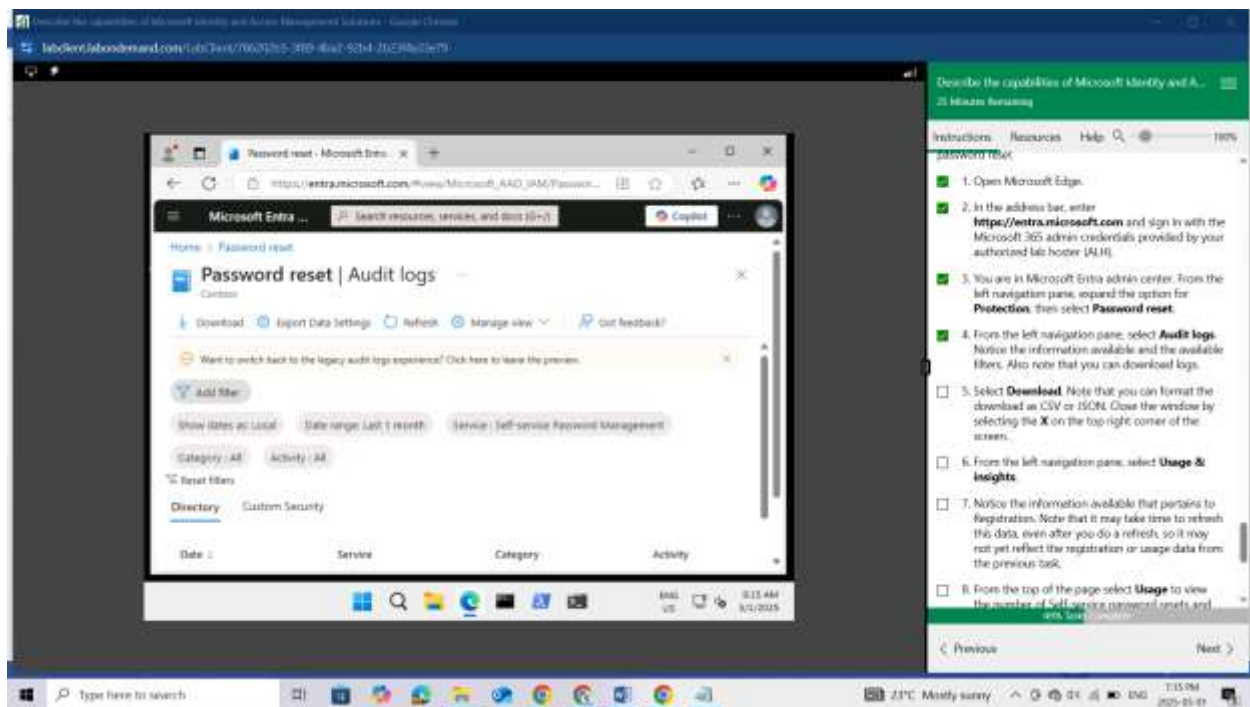 Describe the capabilities of Microsoft Identity and Access Management Solutions - Google Chrome
labclient.labondemand.com/LabClient/
Password reset - Microsoft Entra
https://entra.microsoft.com/#view/Microsoft_AAD_IAM/Passwor...
Microsoft Entra ...
Search resources, services, and docs (G+/)
Copilot
Home > Password reset
Password reset | Audit logs
Contoso
Download
Export Data Settings
Refresh
Manage view
Got feedback?
Want to switch back to the legacy audit logs experience? Click here to leave the preview.
Add filter
Show dates as: Local
Date range: Last 1 month
Service : Self-service Password Management
Category : All
Activity : All
Reset filters
Directory
Custom Security
Date
Service
Category
Activity
ENG
US
8:15 AM
5/1/2025
Describe the capabilities of Microsoft Identity and A...
25 Minutes Remaining
Instructions
Resources
Help
100%
password reset.
1. Open Microsoft Edge.
2. In the address bar, enter
https://entra.microsoft.com and sign in with the
Microsoft 365 admin credentials provided by your
authorized lab hoster (ALH).
3. You are in Microsoft Entra admin center. From the
left navigation pane, expand the option for
Protection, then select Password reset.
4. From the left navigation pane, select Audit logs.
Notice the information available and the available
filters. Also note that you can download logs.
5. Select Download. Note that you can format the
download as CSV or JSON. Close the window by
selecting the X on the top right corner of the
screen.
6. From the left navigation pane, select Usage &
insights.
7. Notice the information available that pertains to
Registration. Note that it may take time to refresh
this data, even after you do a refresh, so it may
not yet reflect the registration or usage data from
the previous task.
8. From the top of the page select Usage to view
the number of Self-service password resets and
< Previous
Next >
Type here to search
23°C Mostly sunny
ENG
7:15 PM
2025-05-01